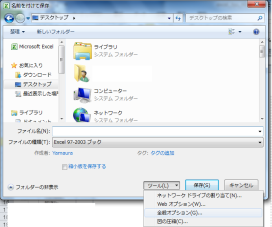 名前を付けて保存
デスクトップ
デスクトップの検索
整理 ▼ 新しいフォルダー
Microsoft Excel
お気に入り
ダウンロード
デスクトップ
最近表示した場所
ライブラリ
ライブラリ
システム フォルダー
コンピューター
システム フォルダー
ネットワーク
システム フォルダー
ファイル名(N):
ファイルの種類(T): Excel 97-2003 ブック
作成者: Yamaura
タグ: タグの追加
縮小版を保存する
フォルダーの非表示
ツール(L) ▼
保存(S)
キャンセル
ネットワーク ドライブの割り当て(N)...
Web オプション(W)...
全般オプション(G)...
図の圧縮(C)...